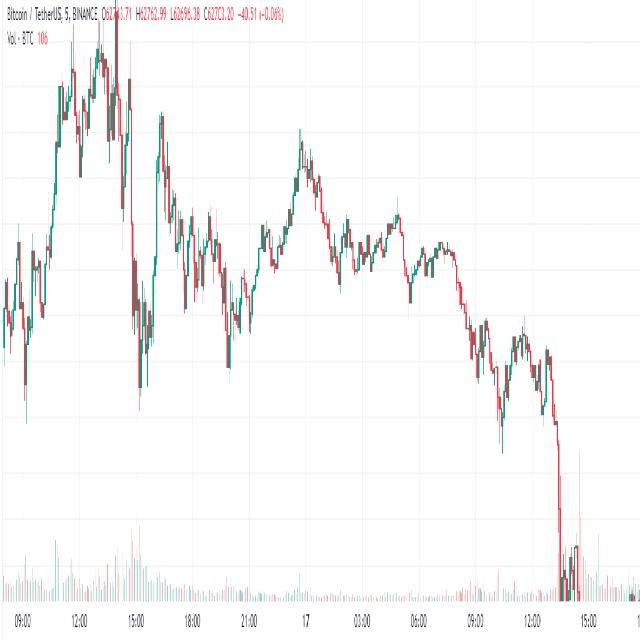 Bitcoin / TetherUS, 5, BINANCE, H62762.99 L62696.38 C62703.20 −40.51 (−0.06%)
Vol · BTC 106
09:00 12:00 15:00 18:00 21:00 17 03:00 06:00 09:00 12:00 15:00